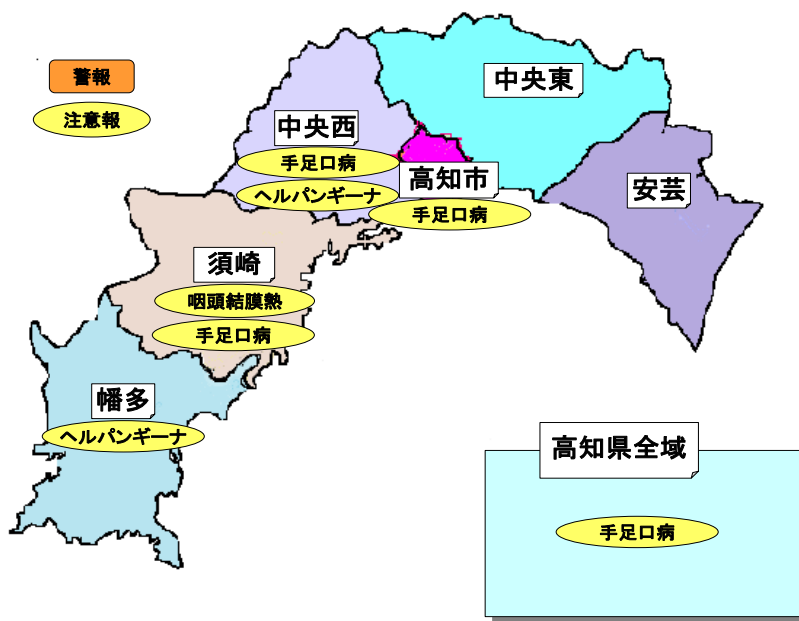 警報
注意報
中央東
中央西
手足口病
ヘルパンギーナ
高知市
手足口病
安芸
須崎
咽頭結膜熱
手足口病
幡多
ヘルパンギーナ
高知県全域
手足口病